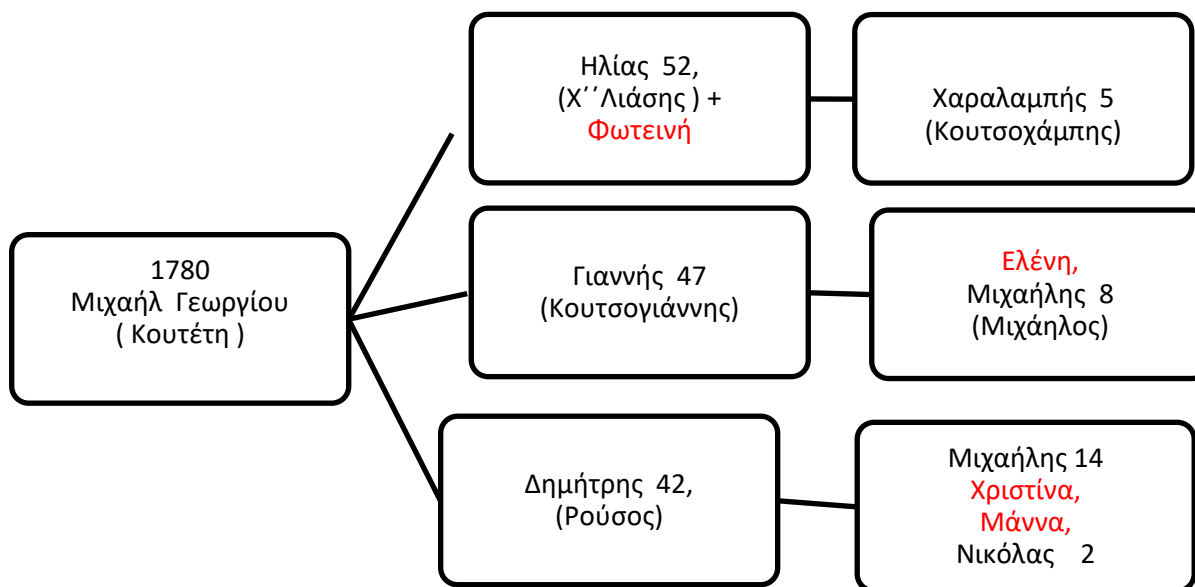 Ηλίας 52,
(Χ΄΄Λιάσης ) +
Φωτεινή
Χαραλαμπής 5
(Κουτσοχάμπης)
1780
Μιχαήλ Γεωργίου
( Κουτέτη )
Γιαννής 47
(Κουτσογιάννης)
Ελένη,
Μιχαήλης 8
(Μιχάηλος)
Δημήτρης 42,
(Ρούσος)
Μιχαήλης 14
Χριστίνα,
Μάννα,
Νικόλας 2